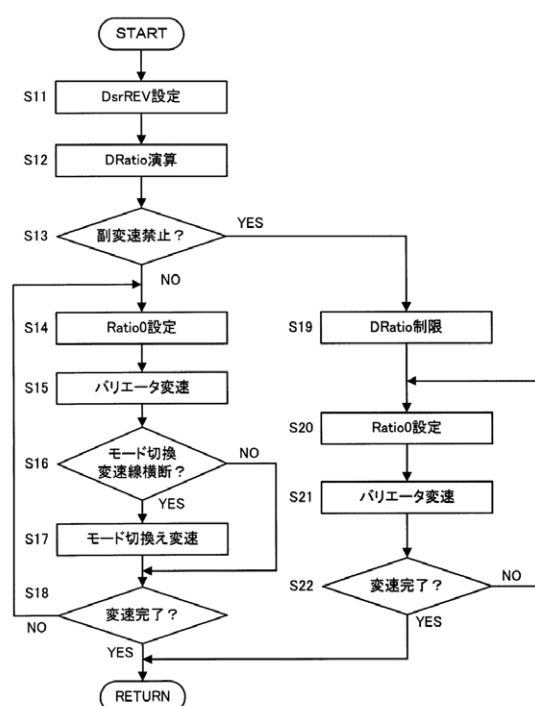 START
S11
DsrREV設定
S12
DRatio演算
S13
副変速禁止？
YES
NO
S14
Ratio0設定
S15
バリエータ変速
S16
モード切換
変速線横断？
NO
YES
S17
モード切換え変速
S18
変速完了？
NO
YES
RETURN
S19
DRatio制限
S20
Ratio0設定
S21
バリエータ変速
S22
変速完了？
NO
YES